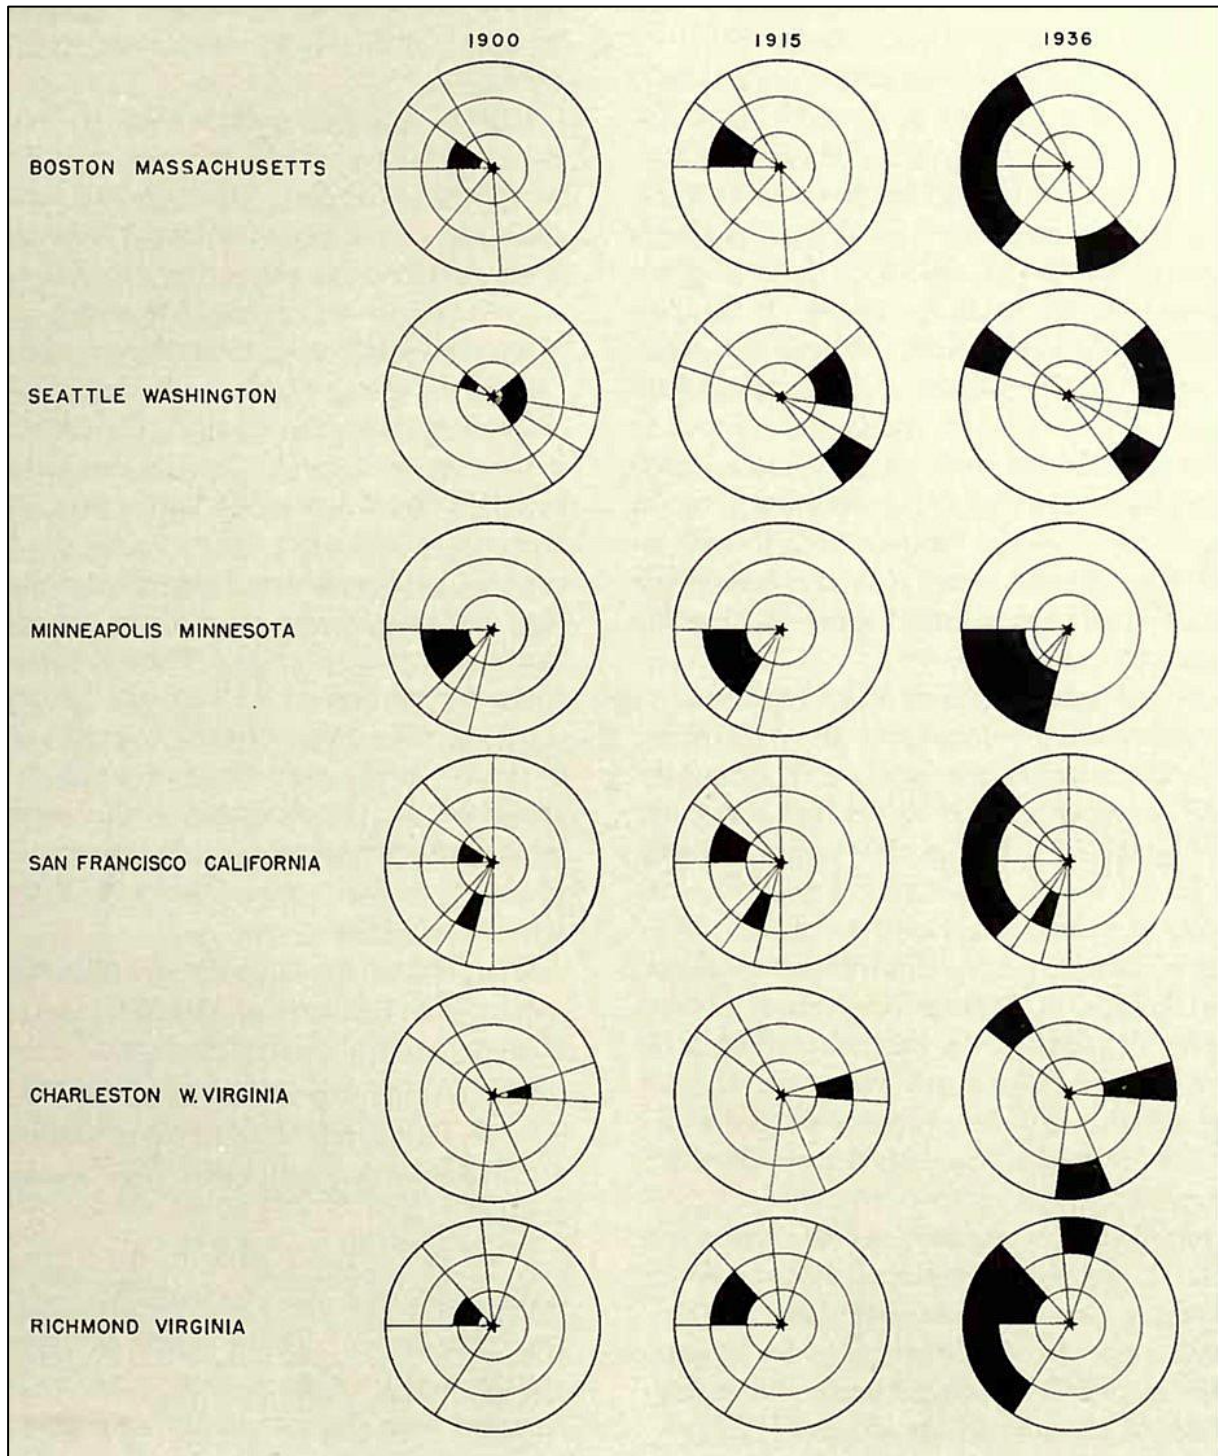 1900 1915 1936
BOSTON MASSACHUSETTS
SEATTLE WASHINGTON
MINNEAPOLIS MINNESOTA
SAN FRANCISCO CALIFORNIA
CHARLESTON W. VIRGINIA
RICHMOND VIRGINIA